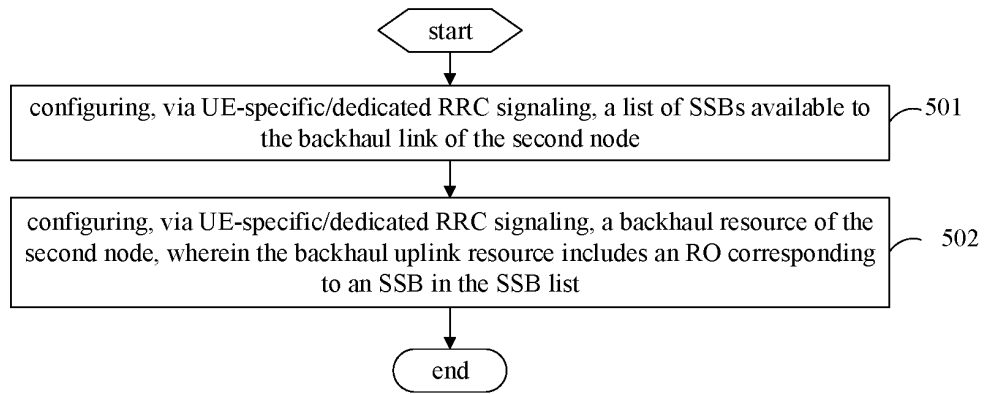 start
configuring, via UE-specific/dedicated RRC signaling, a list of SSBs available to
the backhaul link of the second node
501
configuring, via UE-specific/dedicated RRC signaling, a backhaul resource of the
second node, wherein the backhaul uplink resource includes an RO corresponding
to an SSB in the SSB list
502
end